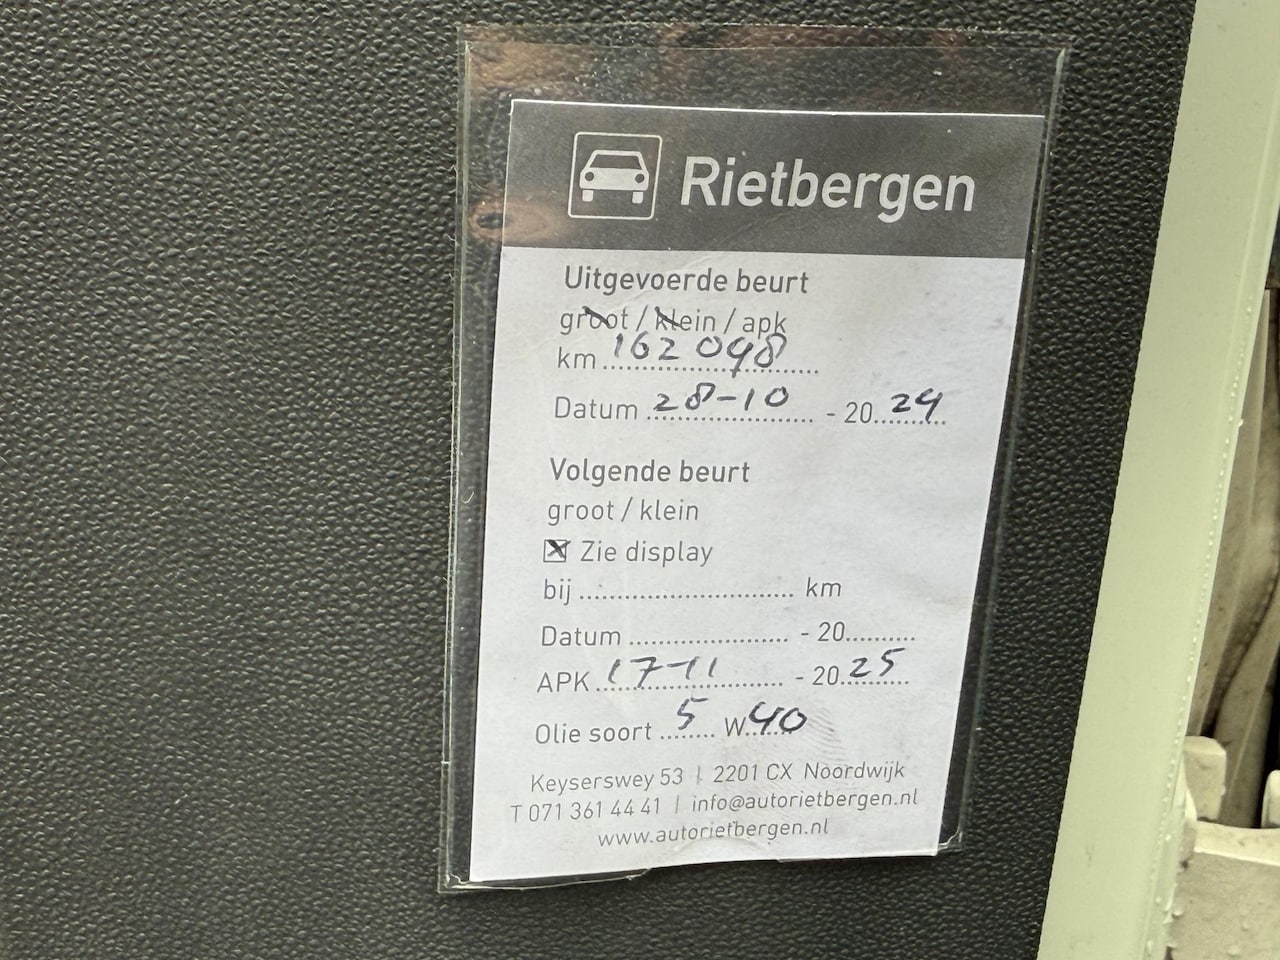 Rietbergen
Uitgevoerde beurt
groot / klein / apk
km 162 098
Datum 28-10 - 20 24
Volgende beurt
groot / klein
☒ Zie display
bij .............................. km
Datum ...................... - 20..........
APK 17-11 - 20 25
Olie soort 5 W 40
Keyserswey 53 | 2201 CX Noordwijk
T 071 361 44 41 | info@autorietbergen.nl
www.autorietbergen.nl